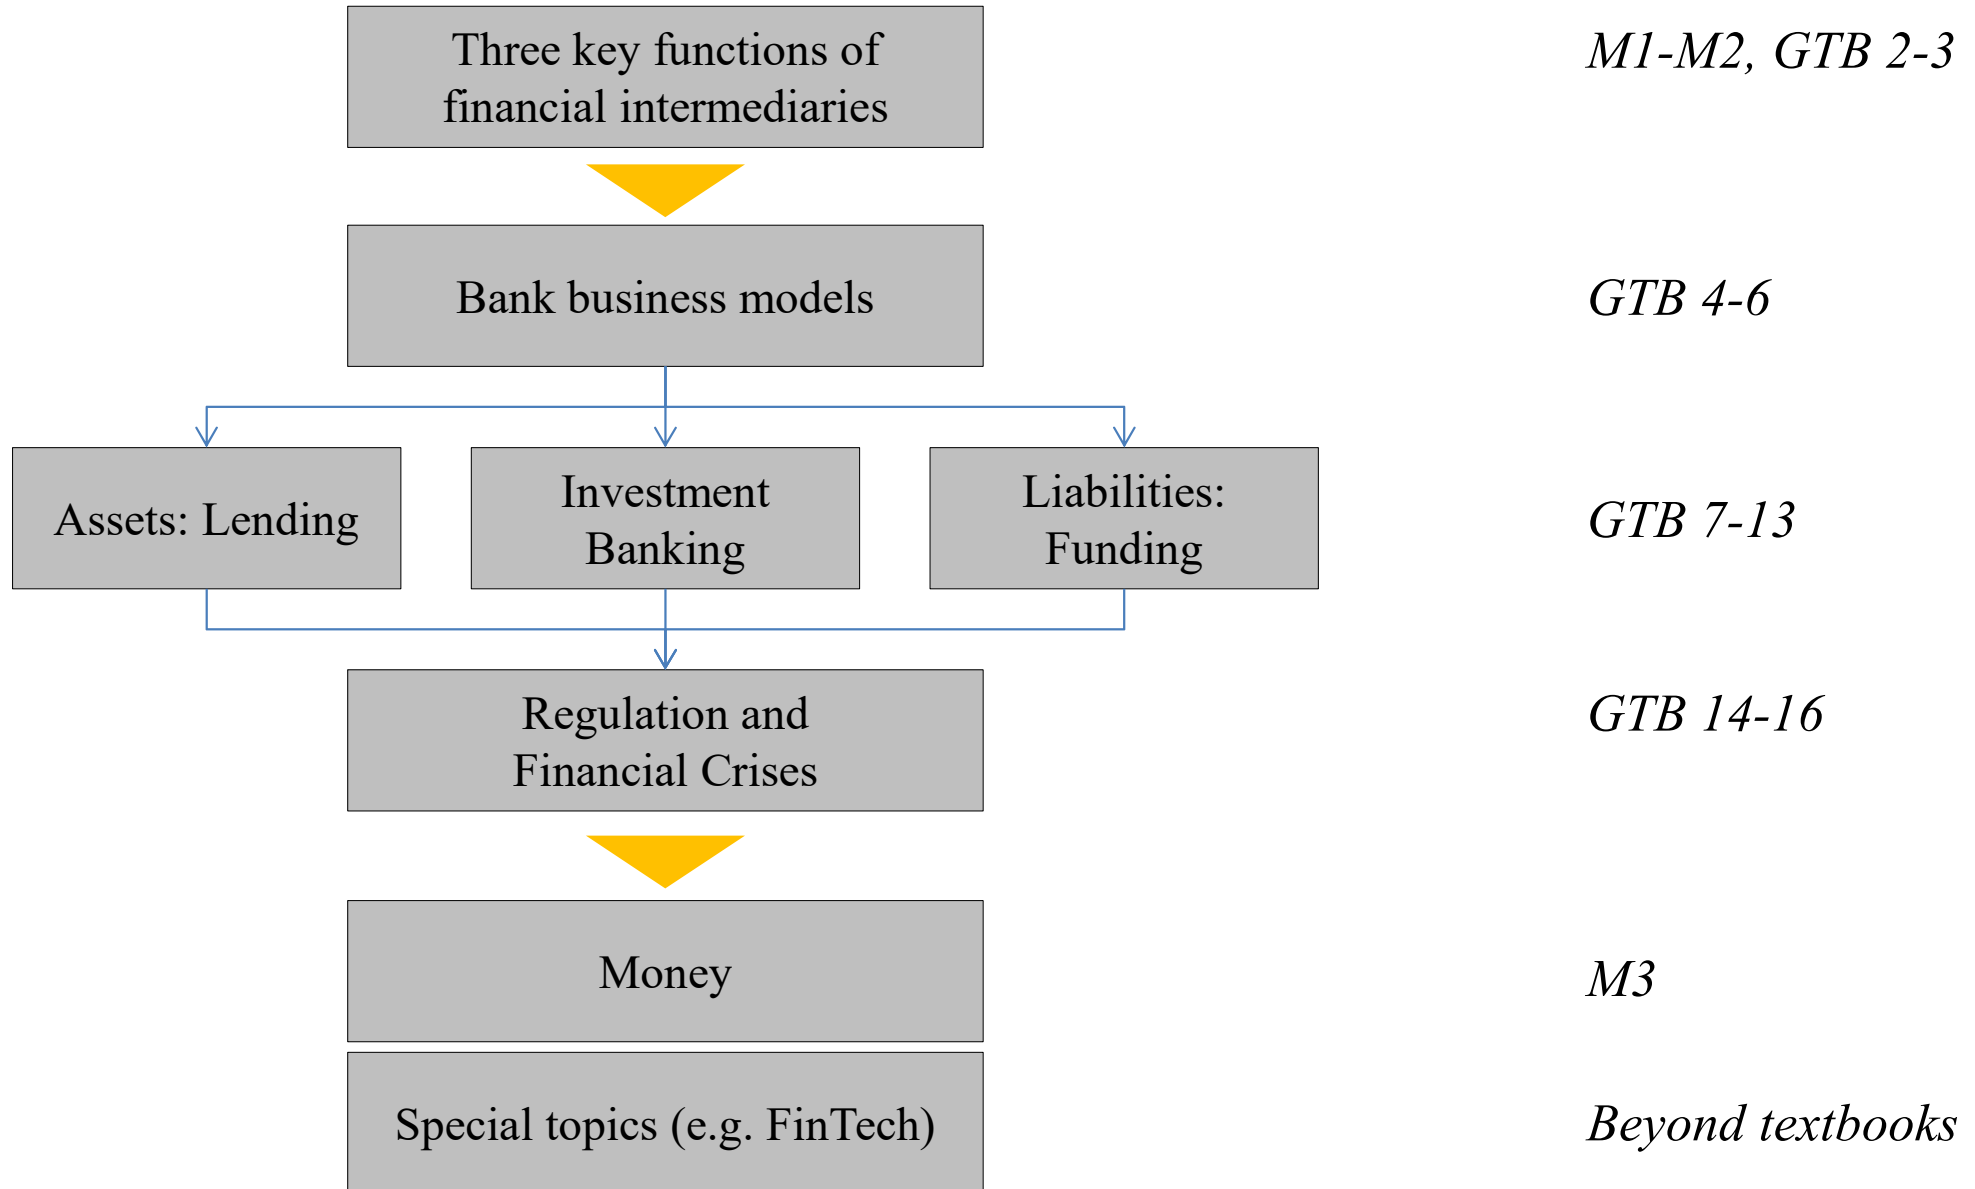 Three key functions of
financial intermediaries
M1-M2, GTB 2-3
Bank business models
GTB 4-6
Assets: Lending
Investment
Banking
Liabilities:
Funding
GTB 7-13
Regulation and
Financial Crises
GTB 14-16
Money
M3
Special topics (e.g. FinTech)
Beyond textbooks